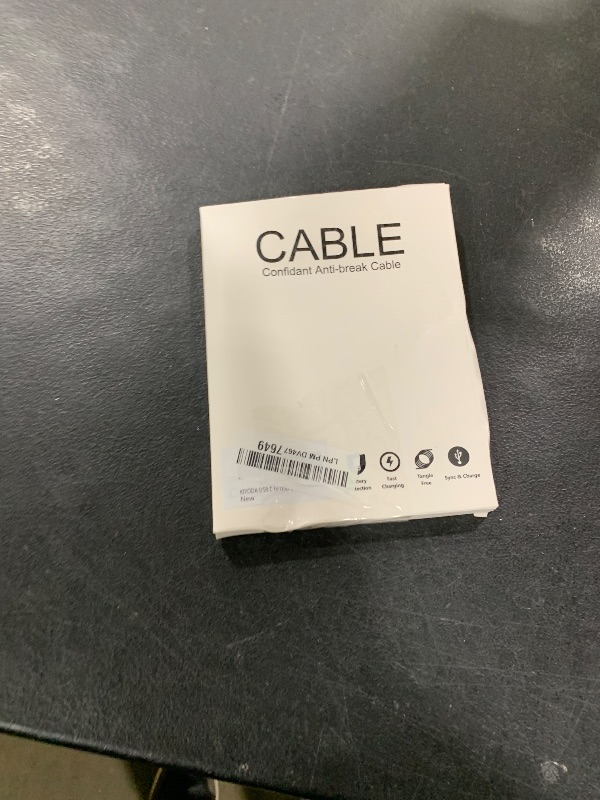 CABLE
Confidant Anti-break Cable
LPN PM DV467 7649
Fast
Charging
Tangle
Free
Sync & Charge
New